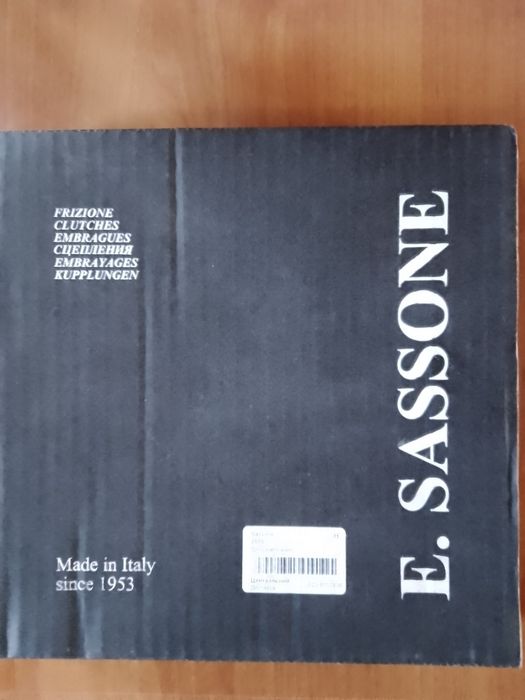 FRIZIONE
CLUTCHES
EMBRAGUES
СЦЕПЛЕНИЯ
EMBRAYAGES
KUPPLUNGEN
E. SASSONE
Made in Italy
since 1953